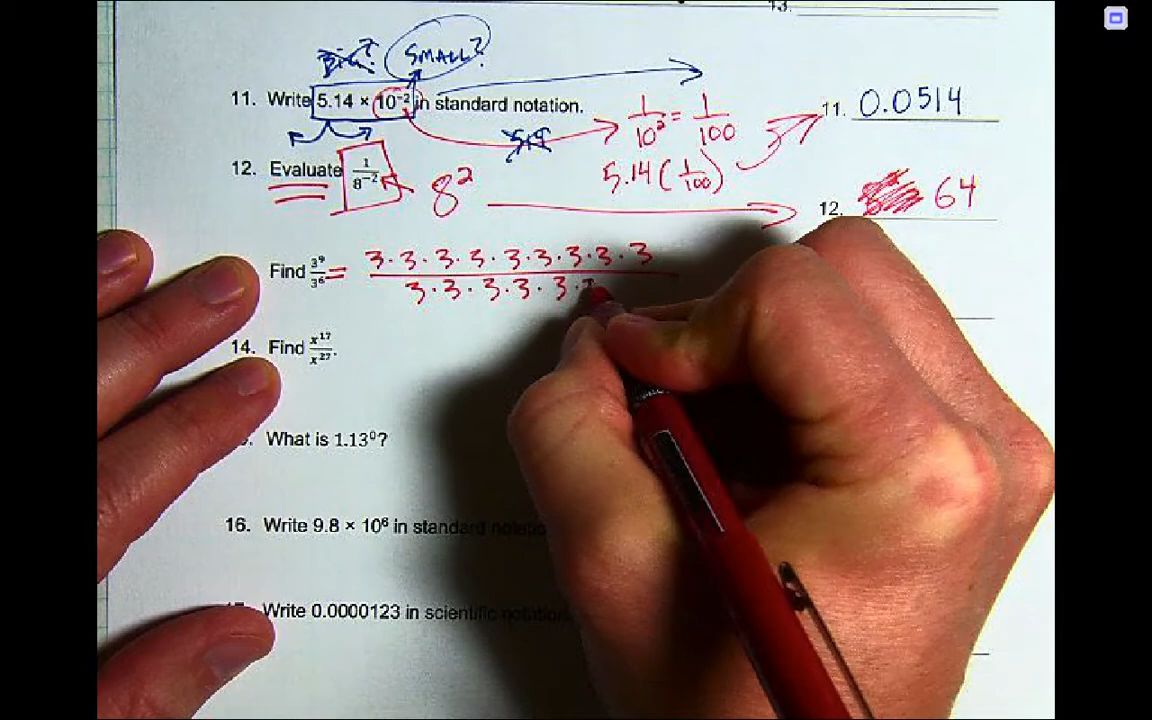 13.
SMALL?
11. Write 5.14 × 10⁻² in standard notation.
1/10² = 1/100
11. 0.0514
5.14 (1/100)
12. Evaluate 1/8⁻²
8²
12. 64
Find 3⁹/3⁶ = 3·3·3·3·3·3·3·3·3
3·3·3·3·3·
14. Find x¹⁷/x²⁷.
. What is 1.13⁰?
16. Write 9.8 × 10⁶ in standard notatio
Write 0.0000123 in scientific notation